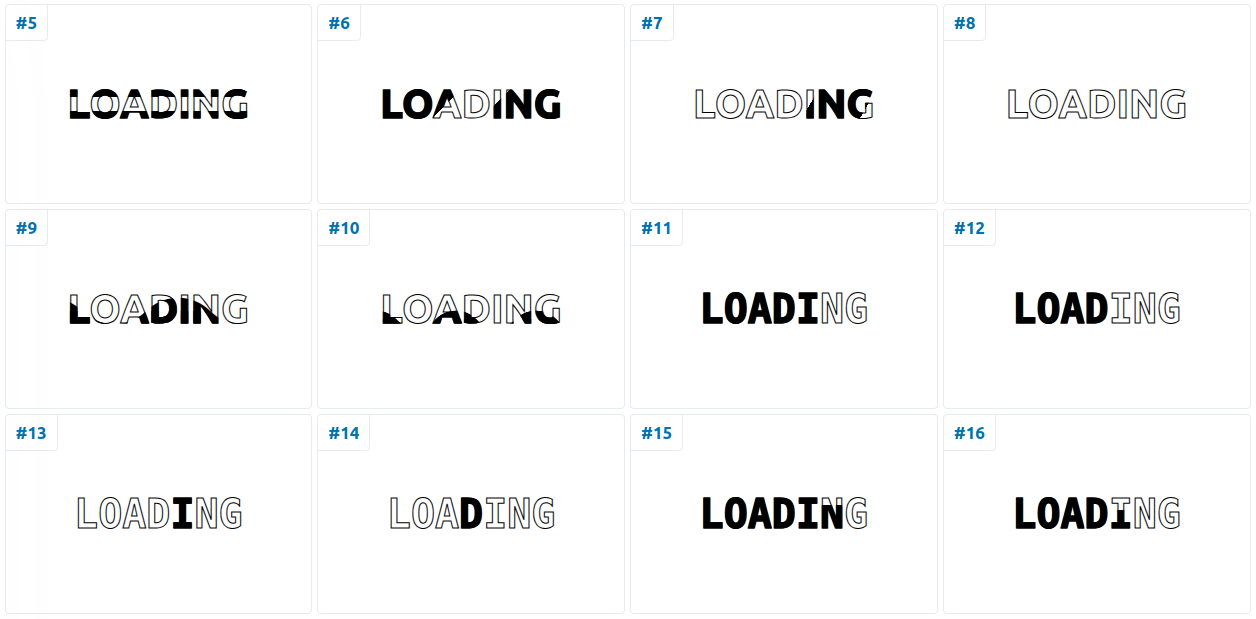 #5
LOADING
#6
LOADING
#7
LOADING
#8
LOADING
#9
LOADING
#10
LOADING
#11
LOADING
#12
LOADING
#13
LOADING
#14
LOADING
#15
LOADING
#16
LOADING